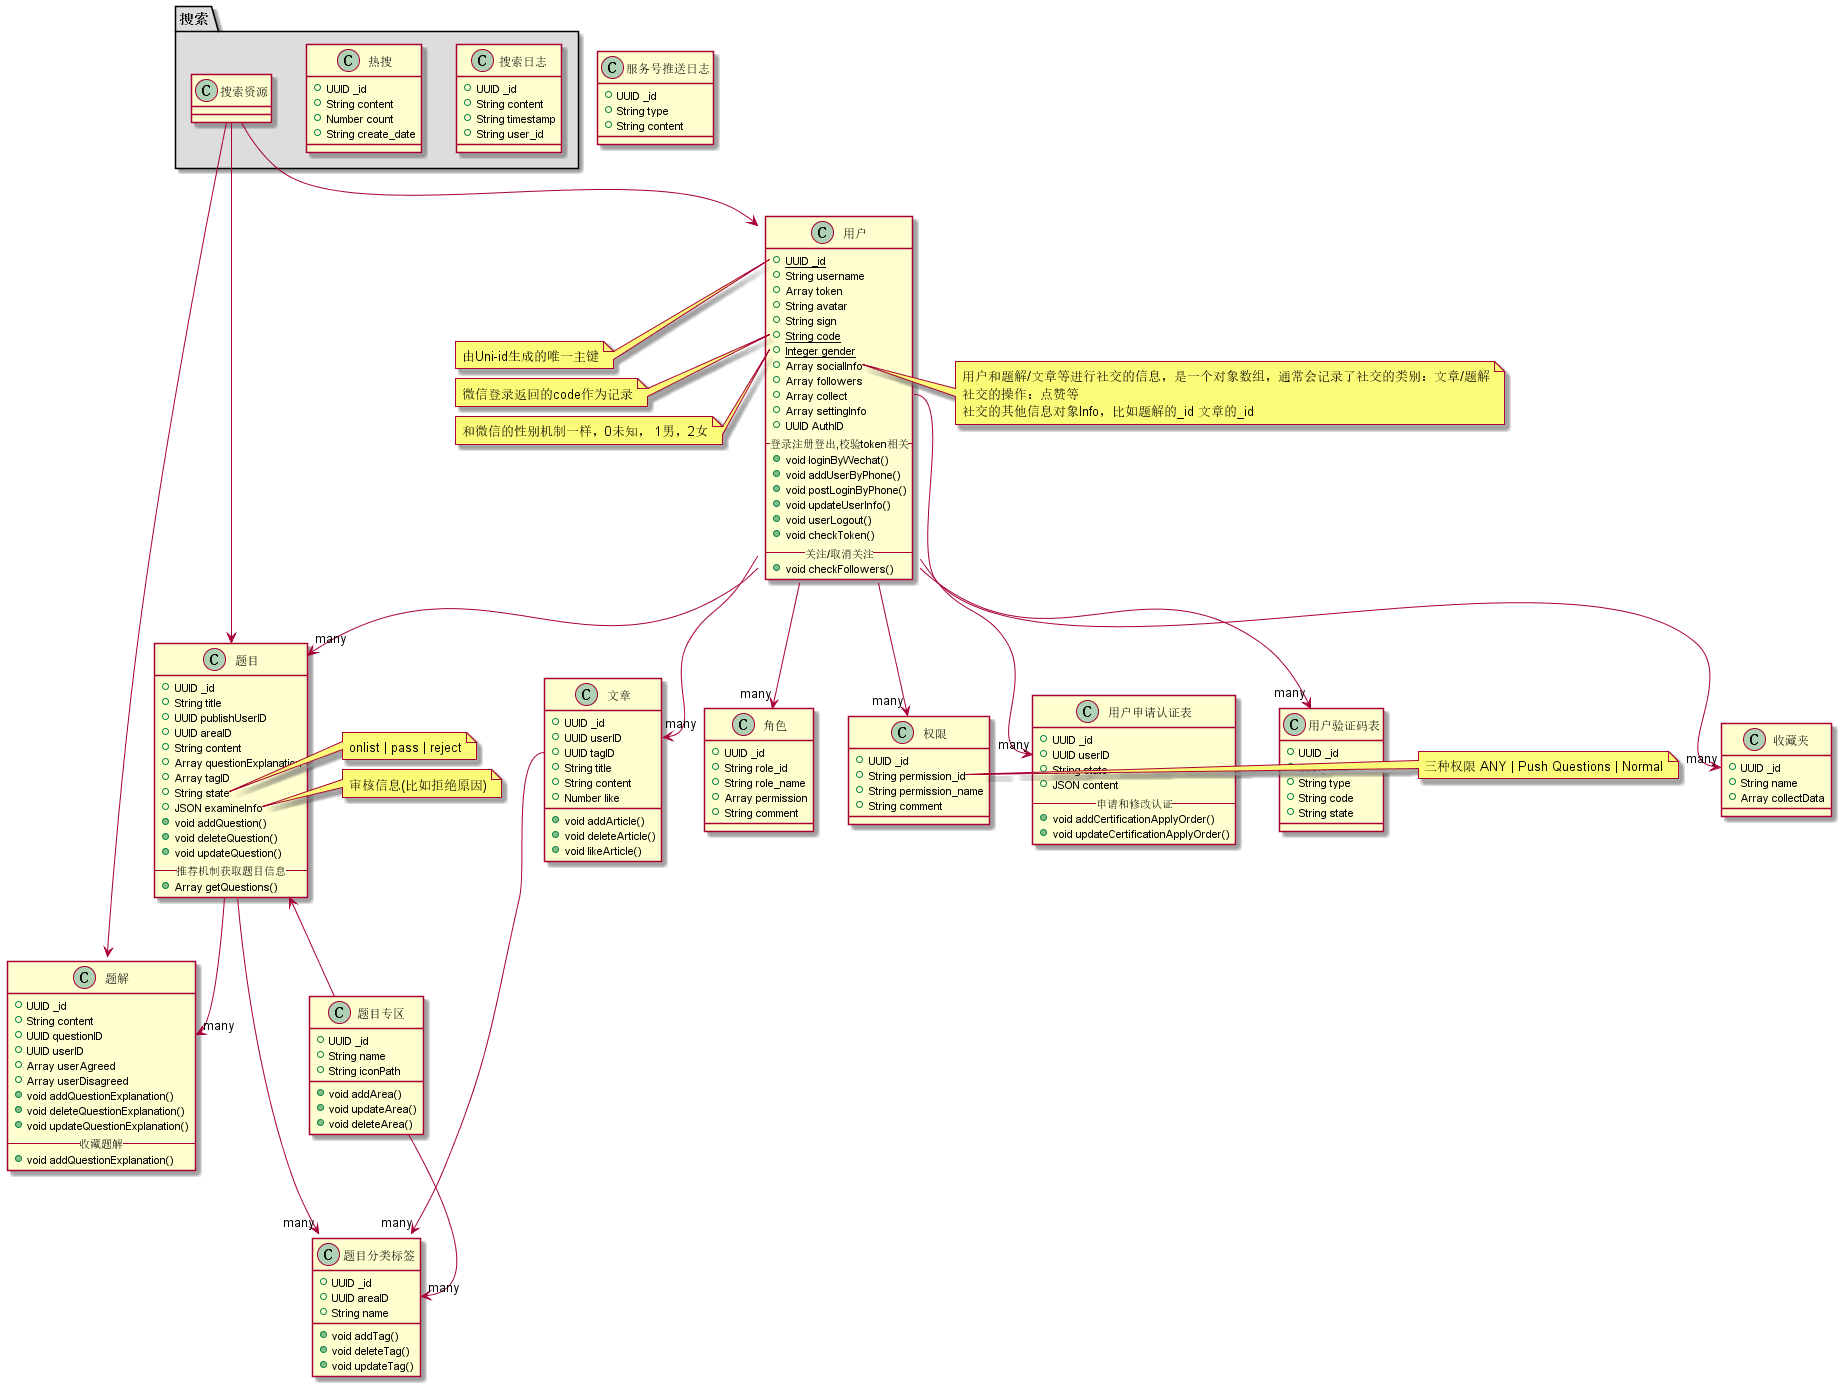 搜索
C 搜索资源
C 热搜
UUID _id
String content
Number count
String create_date
C 搜索日志
UUID _id
String content
String timestamp
String user_id
C 服务号推送日志
UUID _id
String type
String content
C 用户
UUID _id
String username
Array token
String avatar
String sign
String code
Integer gender
Array socialInfo
Array followers
Array collect
Array settingInfo
UUID AuthID
登录注册登出,校验token相关
void loginByWechat()
void addUserByPhone()
void postLoginByPhone()
void updateUserInfo()
void userLogout()
void checkToken()
关注/取消关注
void checkFollowers()
由Uni-id生成的唯一主键
微信登录返回的code作为记录
和微信的性别机制一样，0未知， 1男，2女
用户和题解/文章等进行社交的信息，是一个对象数组，通常会记录了社交的类别：文章/题解
社交的操作：点赞等
社交的其他信息对象Info，比如题解的_id 文章的_id
many
many
many
many
many
many
many
C 题目
UUID _id
String title
UUID publishUserID
UUID areaID
String content
Array questionExplanation
Array tagID
String state
JSON examineInfo
void addQuestion()
void deleteQuestion()
void updateQuestion()
推荐机制获取题目信息
Array getQuestions()
onlist | pass | reject
审核信息(比如拒绝原因)
C 文章
UUID _id
UUID userID
UUID tagID
String title
String content
Number like
void addArticle()
void deleteArticle()
void likeArticle()
C 角色
UUID _id
String role_id
String role_name
Array permission
String comment
C 权限
UUID _id
String permission_id
String permission_name
String comment
C 用户申请认证表
UUID _id
UUID userID
String state
JSON content
申请和修改认证
void addCertificationApplyOrder()
void updateCertificationApplyOrder()
C 用户验证码表
UUID _id
String type
String code
String state
三种权限 ANY | Push Questions | Normal
C 收藏夹
UUID _id
String name
Array collectData
C 题解
UUID _id
String content
UUID questionID
UUID userID
Array userAgreed
Array userDisagreed
void addQuestionExplanation()
void deleteQuestionExplanation()
void updateQuestionExplanation()
收藏题解
void addQuestionExplanation()
many
C 题目专区
UUID _id
String name
String iconPath
void addArea()
void updateArea()
void deleteArea()
many
many
many
C 题目分类标签
UUID _id
UUID areaID
String name
void addTag()
void deleteTag()
void updateTag()